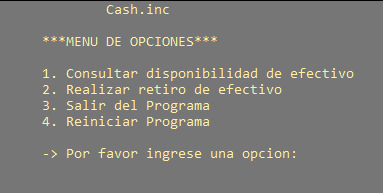 Cash.inc
***MENU DE OPCIONES***
1. Consultar disponibilidad de efectivo
2. Realizar retiro de efectivo
3. Salir del Programa
4. Reiniciar Programa
-> Por favor ingrese una opcion: